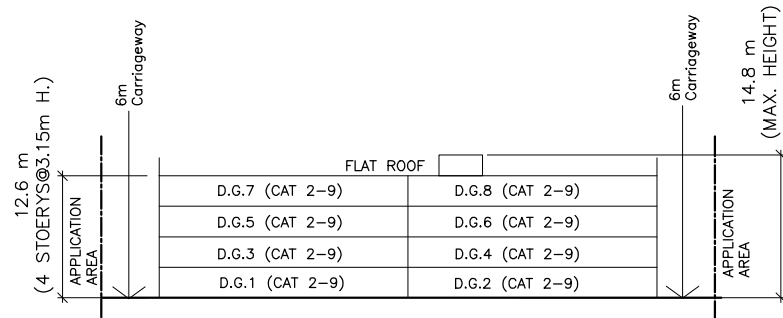 12.6 m
(4 STOERYS@3.15m H.)
APPLICATION
AREA
6m
Carriageway
FLAT ROOF
D.G.7 (CAT 2-9)
D.G.8 (CAT 2-9)
D.G.5 (CAT 2-9)
D.G.6 (CAT 2-9)
D.G.3 (CAT 2-9)
D.G.4 (CAT 2-9)
D.G.1 (CAT 2-9)
D.G.2 (CAT 2-9)
6m
Carriageway
APPLICATION
AREA
14.8 m
(MAX. HEIGHT)